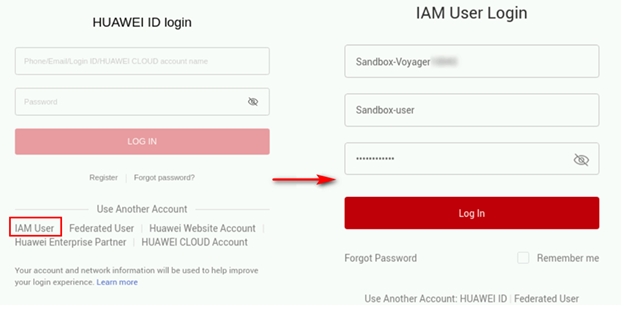 HUAWEI ID login
Phone/Email/Login ID/HUAWEI CLOUD account name
Password
LOG IN
Register | Forgot password?
Use Another Account
IAM User | Federated User | Huawei Website Account |
Huawei Enterprise Partner | HUAWEI CLOUD Account
Your account and network information will be used to help improve
your login experience. Learn more
IAM User Login
Sandbox-Voyager
Sandbox-user
••••••••••••
Log In
Forgot Password
Remember me
Use Another Account: HUAWEI ID | Federated User